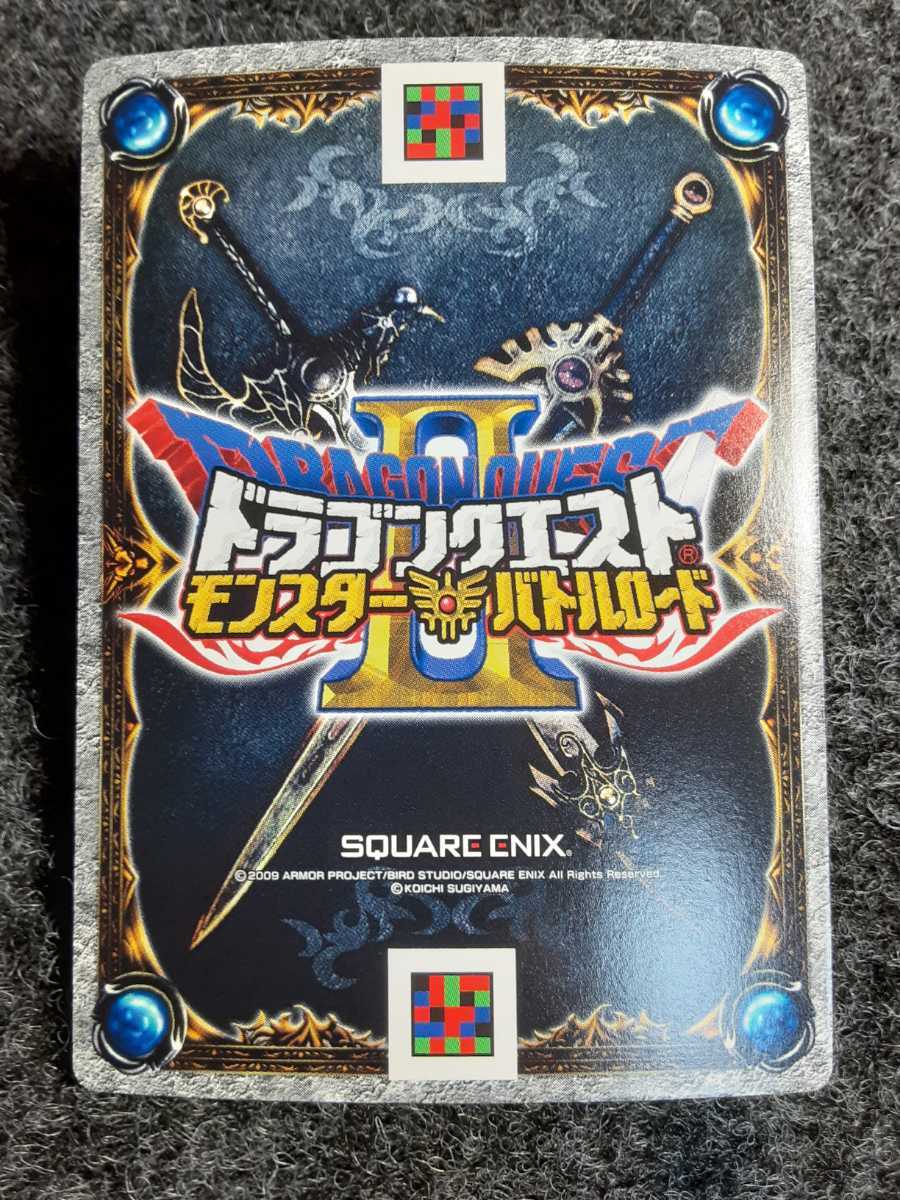 DRAGON QUEST
II
ドラゴンクエスト®
モンスターバトルロード
SQUARE ENIX®
©2009 ARMOR PROJECT/BIRD STUDIO/SQUARE ENIX All Rights Reserved.
©KOICHI SUGIYAMA